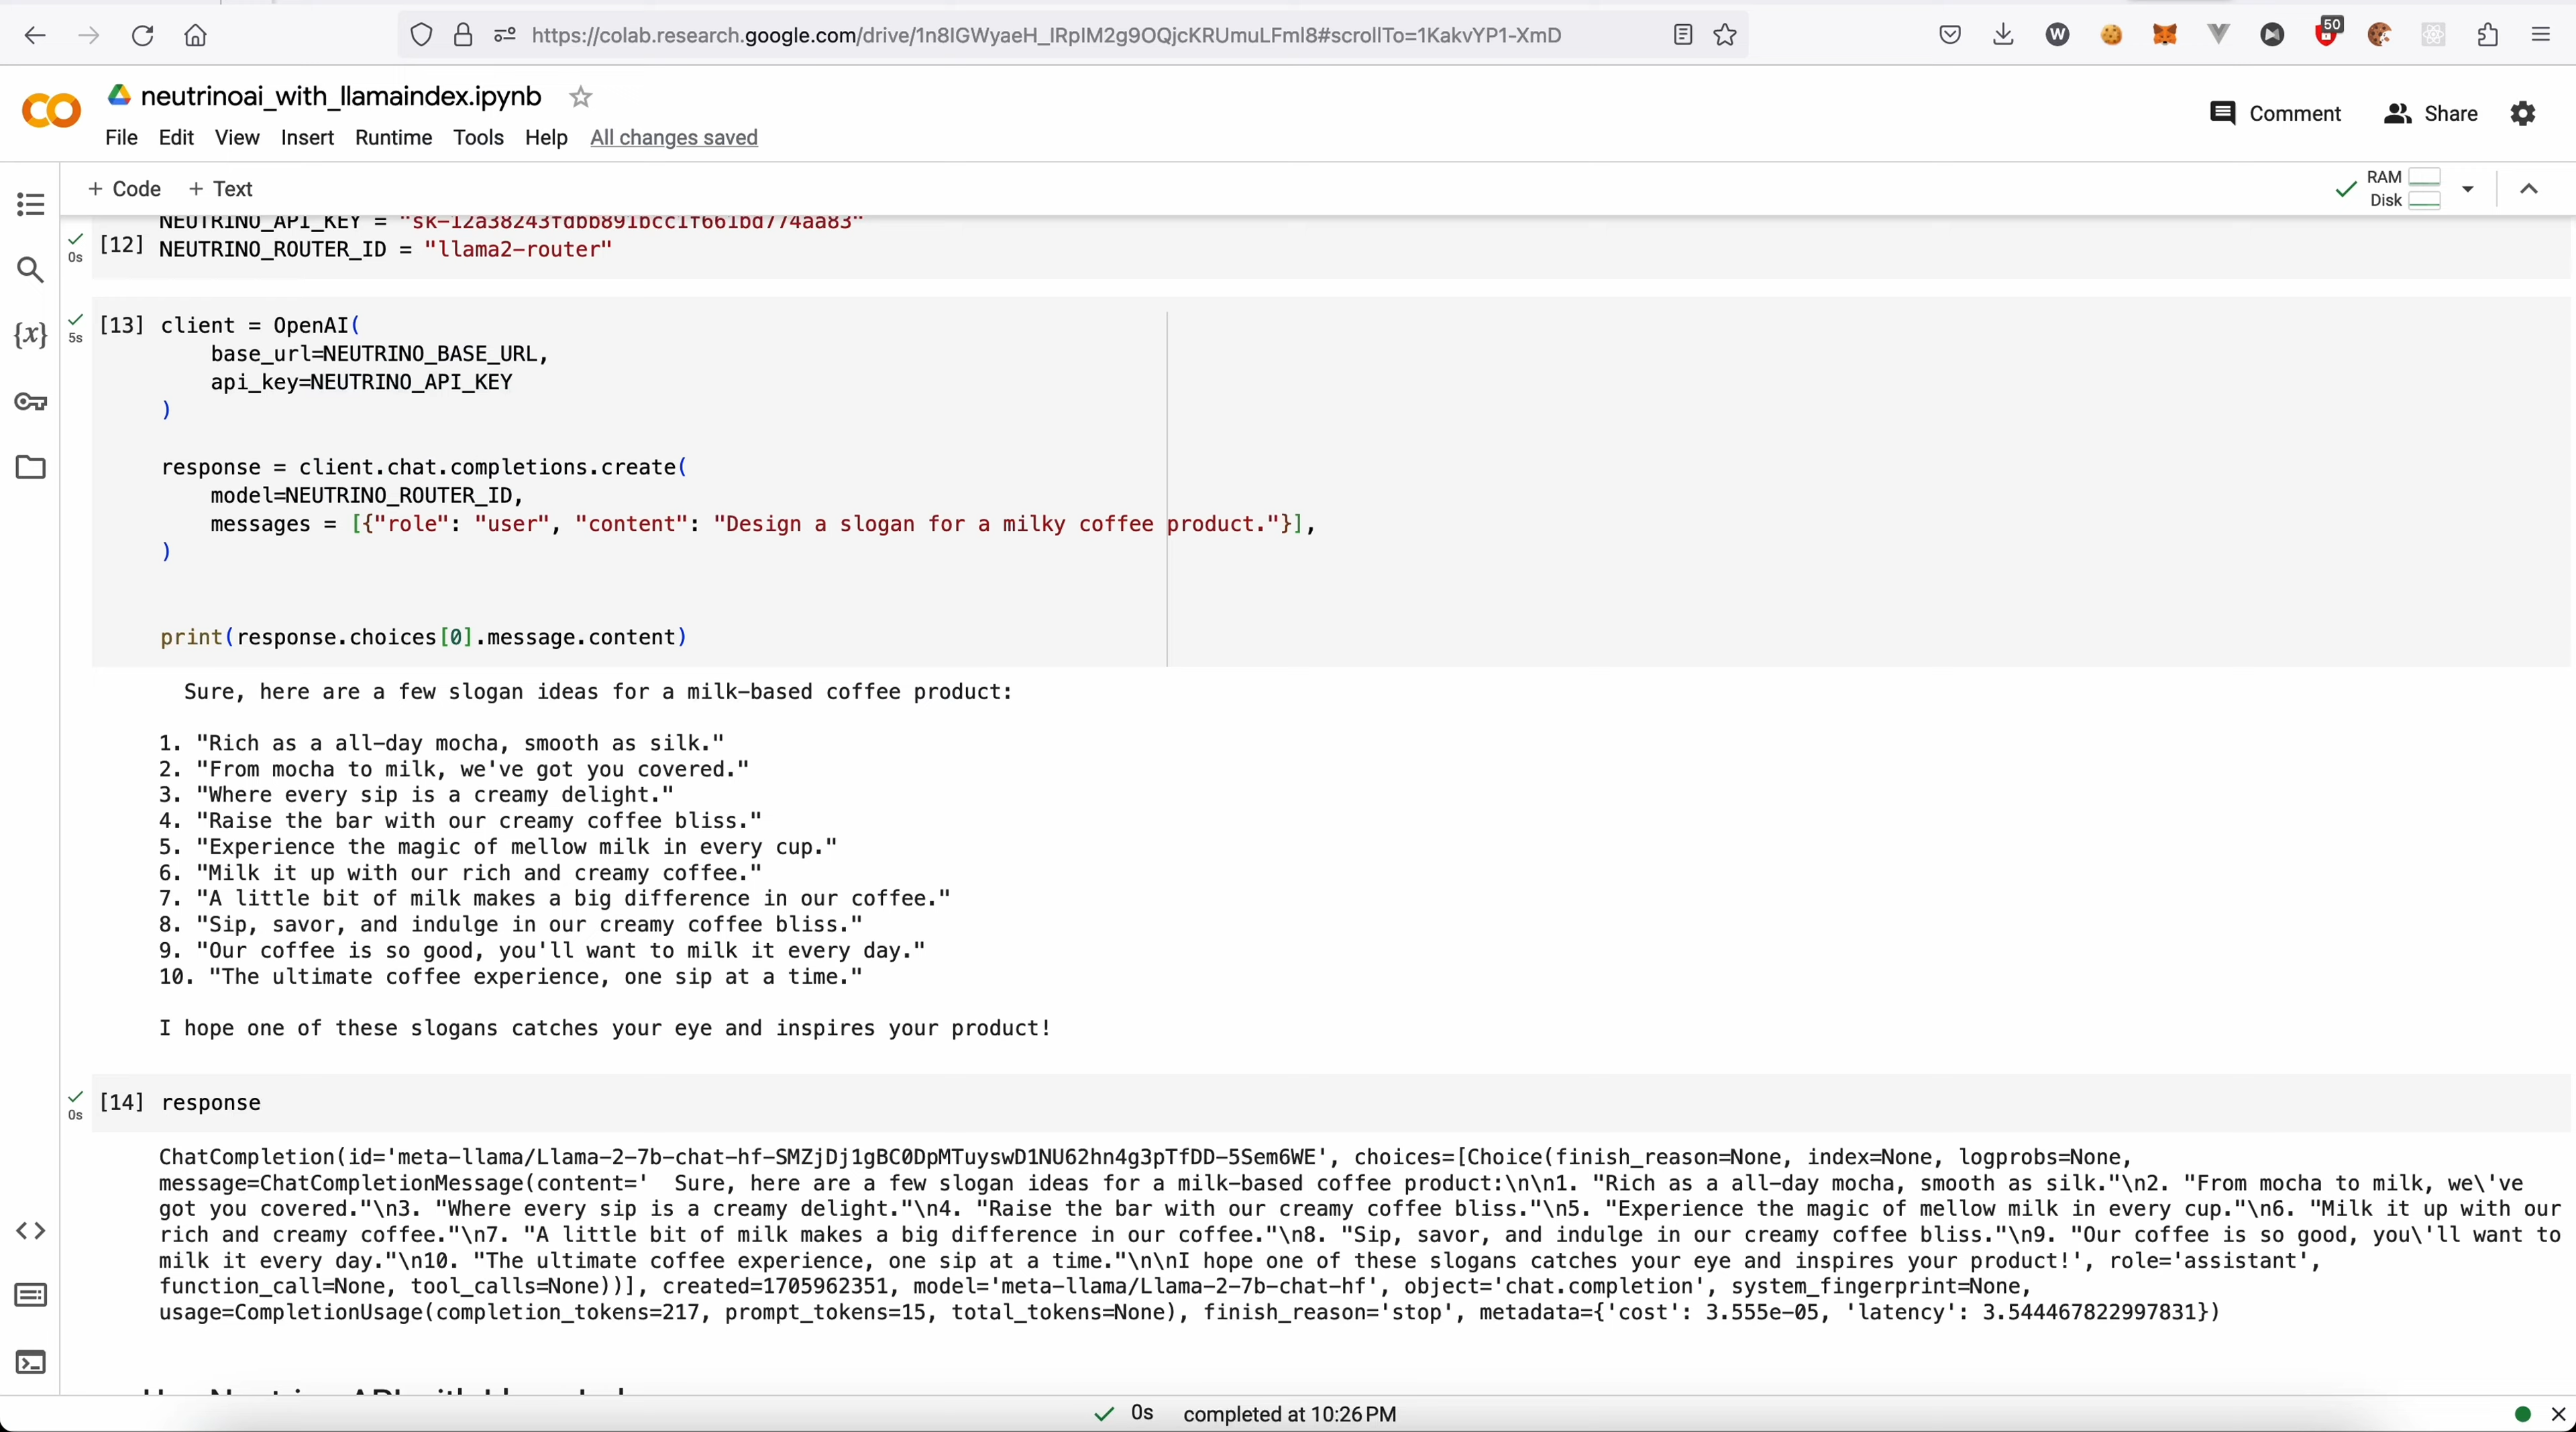 50
https://colab.research.google.com/drive/1n8IGWyaeH_IRpIM2g9OQjcKRUmuLFmI8#scrollTo=1KakvYP1-XmD
neutrinoai_with_llamaindex.ipynb
Comment Share
File Edit View Insert Runtime Tools Help All changes saved
+ Code + Text RAM
Disk
NEUTRINO_API_KEY = "sk-12a38243fdbb891bcc1f661bd774aa83"
[12] NEUTRINO_ROUTER_ID = "llama2-router"
0s
[13] client = OpenAI(
5s
base_url=NEUTRINO_BASE_URL,
api_key=NEUTRINO_API_KEY
)
response = client.chat.completions.create(
model=NEUTRINO_ROUTER_ID,
messages = [{"role": "user", "content": "Design a slogan for a milky coffee product."}],
)
print(response.choices[0].message.content)
Sure, here are a few slogan ideas for a milk-based coffee product:
1. "Rich as a all-day mocha, smooth as silk."
2. "From mocha to milk, we've got you covered."
3. "Where every sip is a creamy delight."
4. "Raise the bar with our creamy coffee bliss."
5. "Experience the magic of mellow milk in every cup."
6. "Milk it up with our rich and creamy coffee."
7. "A little bit of milk makes a big difference in our coffee."
8. "Sip, savor, and indulge in our creamy coffee bliss."
9. "Our coffee is so good, you'll want to milk it every day."
10. "The ultimate coffee experience, one sip at a time."
I hope one of these slogans catches your eye and inspires your product!
[14] response
0s
ChatCompletion(id='meta-llama/Llama-2-7b-chat-hf-SMZjDj1gBC0DpMTuyswD1NU62hn4g3pTfDD-5Sem6WE', choices=[Choice(finish_reason=None, index=None, logprobs=None,
message=ChatCompletionMessage(content='  Sure, here are a few slogan ideas for a milk-based coffee product:\n\n1. "Rich as a all-day mocha, smooth as silk."\n2. "From mocha to milk, we\'ve
got you covered."\n3. "Where every sip is a creamy delight."\n4. "Raise the bar with our creamy coffee bliss."\n5. "Experience the magic of mellow milk in every cup."\n6. "Milk it up with our
rich and creamy coffee."\n7. "A little bit of milk makes a big difference in our coffee."\n8. "Sip, savor, and indulge in our creamy coffee bliss."\n9. "Our coffee is so good, you\'ll want to
milk it every day."\n10. "The ultimate coffee experience, one sip at a time."\n\nI hope one of these slogans catches your eye and inspires your product!', role='assistant',
function_call=None, tool_calls=None))], created=1705962351, model='meta-llama/Llama-2-7b-chat-hf', object='chat.completion', system_fingerprint=None,
usage=CompletionUsage(completion_tokens=217, prompt_tokens=15, total_tokens=None), finish_reason='stop', metadata={'cost': 3.555e-05, 'latency': 3.544467822997831})
0s completed at 10:26 PM